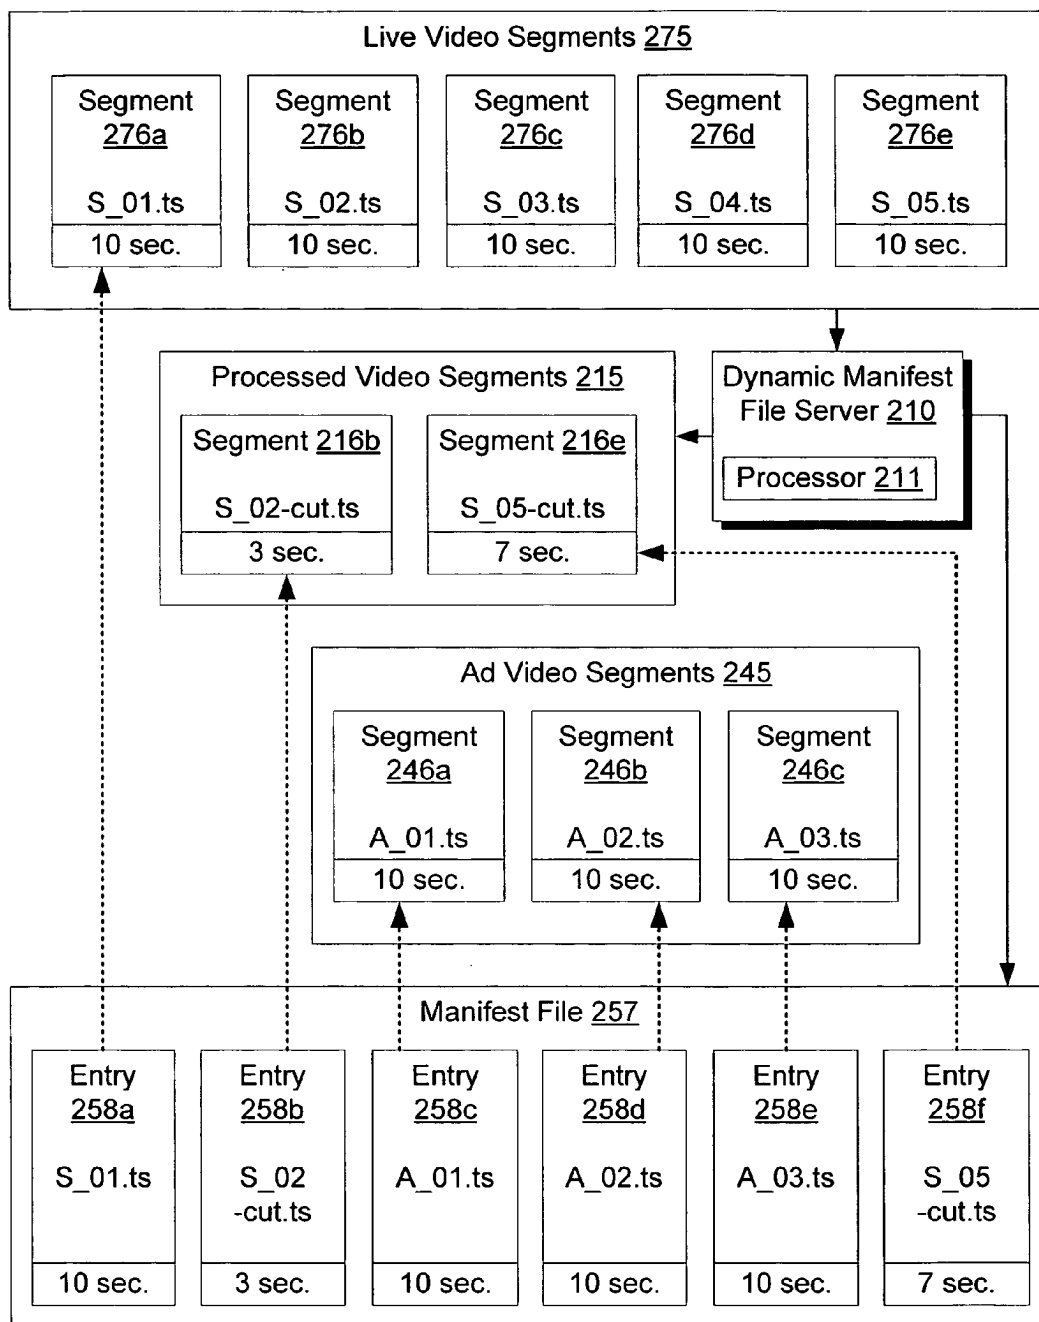 Live Video Segments 275
Segment
276a
S_01.ts
10 sec.
Segment
276b
S_02.ts
10 sec.
Segment
276c
S_03.ts
10 sec.
Segment
276d
S_04.ts
10 sec.
Segment
276e
S_05.ts
10 sec.
Processed Video Segments 215
Segment 216b
S_02-cut.ts
3 sec.
Segment 216e
S_05-cut.ts
7 sec.
Dynamic Manifest
File Server 210
Processor 211
Ad Video Segments 245
Segment
246a
A_01.ts
10 sec.
Segment
246b
A_02.ts
10 sec.
Segment
246c
A_03.ts
10 sec.
Manifest File 257
Entry
258a
S_01.ts
10 sec.
Entry
258b
S_02
-cut.ts
3 sec.
Entry
258c
A_01.ts
10 sec.
Entry
258d
A_02.ts
10 sec.
Entry
258e
A_03.ts
10 sec.
Entry
258f
S_05
-cut.ts
7 sec.